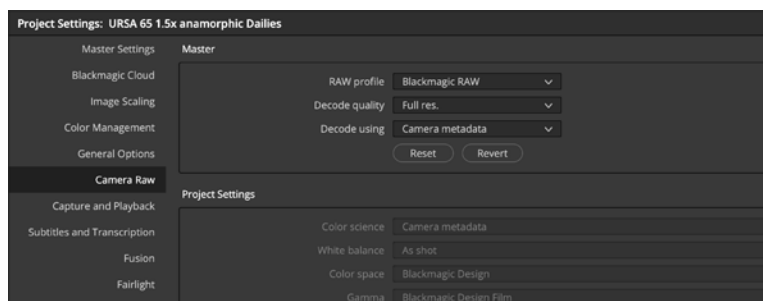 Project Settings: URSA 65 1.5x anamorphic Dailies
Master Settings
Blackmagic Cloud
Image Scaling
Color Management
General Options
Camera Raw
Capture and Playback
Subtitles and Transcription
Fusion
Fairlight
Master
RAW profile Blackmagic RAW
Decode quality Full res.
Decode using Camera metadata
Reset Revert
Project Settings
Color science Camera metadata
White balance As shot
Color space Blackmagic Design
Gamma Blackmagic Design Film